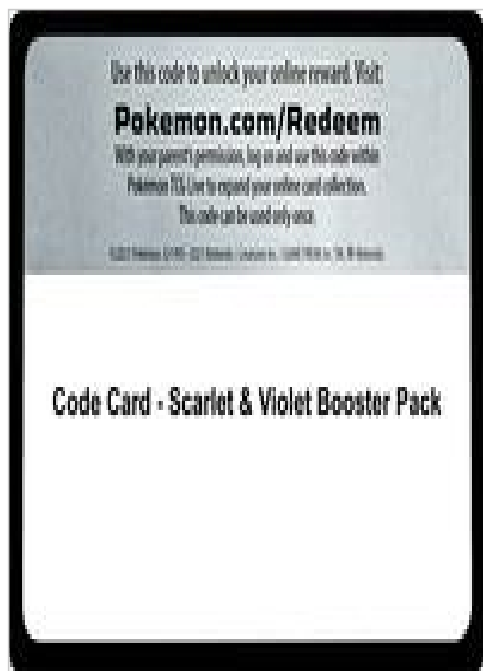 Use this code to unlock your online reward. Visit:
Pokemon.com/Redeem
With your parent's permission, log on and use this code within
Pokémon TCG Live to expand your online card collection.
This code can be used only once.
Code Card - Scarlet & Violet Booster Pack